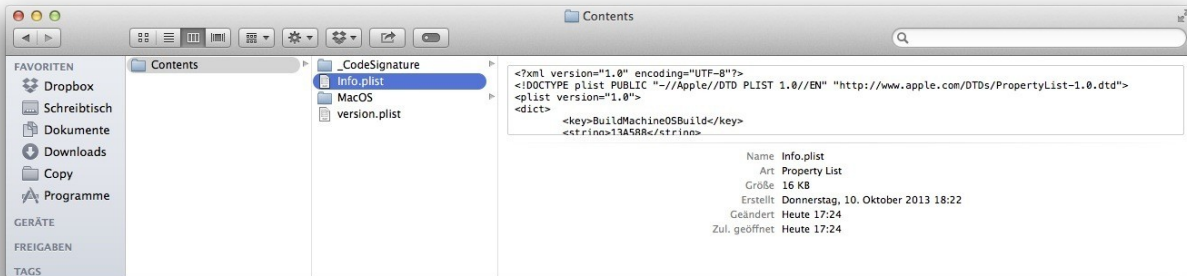 Contents
FAVORITEN
Dropbox
Schreibtisch
Dokumente
Downloads
Copy
Programme
GERÄTE
FREIGABEN
TAGS
Contents
_CodeSignature
Info.plist
MacOS
version.plist
<?xml version="1.0" encoding="UTF-8"?>
<!DOCTYPE plist PUBLIC "-//Apple//DTD PLIST 1.0//EN" "http://www.apple.com/DTDs/PropertyList-1.0.dtd">
<plist version="1.0">
<dict>
<key>BuildMachineOSBuild</key>
<string>13A588</string>
Name Info.plist
Art Property List
Größe 16 KB
Erstellt Donnerstag, 10. Oktober 2013 18:22
Geändert Heute 17:24
Zul. geöffnet Heute 17:24